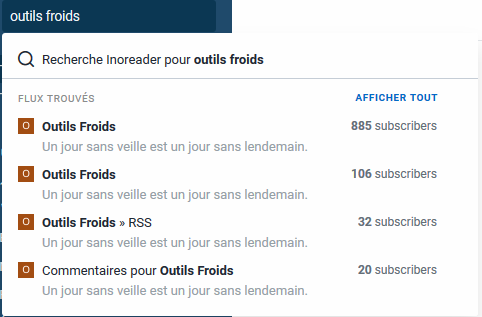 outils froids
Recherche Inoreader pour outils froids
FLUX TROUVÉS AFFICHER TOUT
O Outils Froids 885 subscribers
Un jour sans veille est un jour sans lendemain.
O Outils Froids 106 subscribers
Un jour sans veille est un jour sans lendemain.
O Outils Froids » RSS 32 subscribers
Un jour sans veille est un jour sans lendemain.
O Commentaires pour Outils Froids 20 subscribers
Un jour sans veille est un jour sans lendemain.